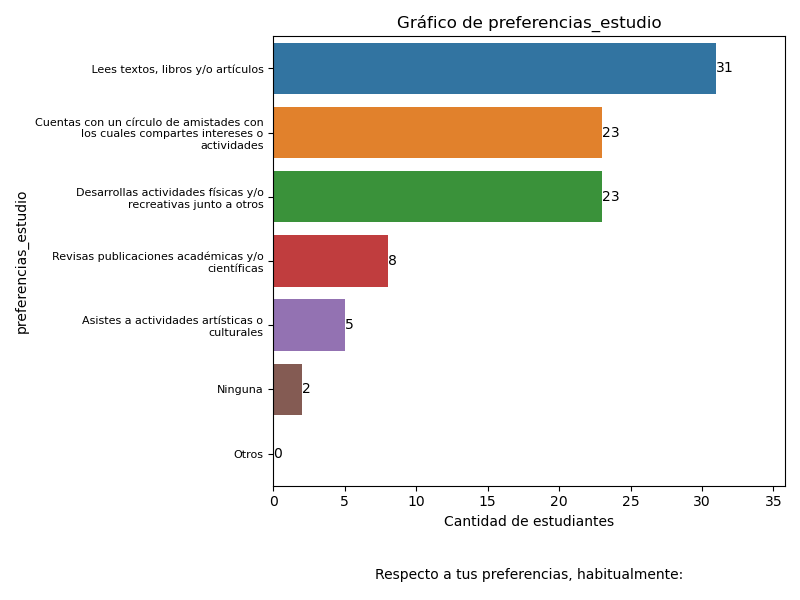 Gráfico de preferencias_estudio
Lees textos, libros y/o artículos
31
Cuentas con un círculo de amistades con
los cuales compartes intereses o
actividades
23
Desarrollas actividades físicas y/o
recreativas junto a otros
23
Revisas publicaciones académicas y/o
científicas
8
Asistes a actividades artísticas o
culturales
5
Ninguna
2
Otros
0
preferencias_estudio
0 5 10 15 20 25 30 35
Cantidad de estudiantes
Respecto a tus preferencias, habitualmente: